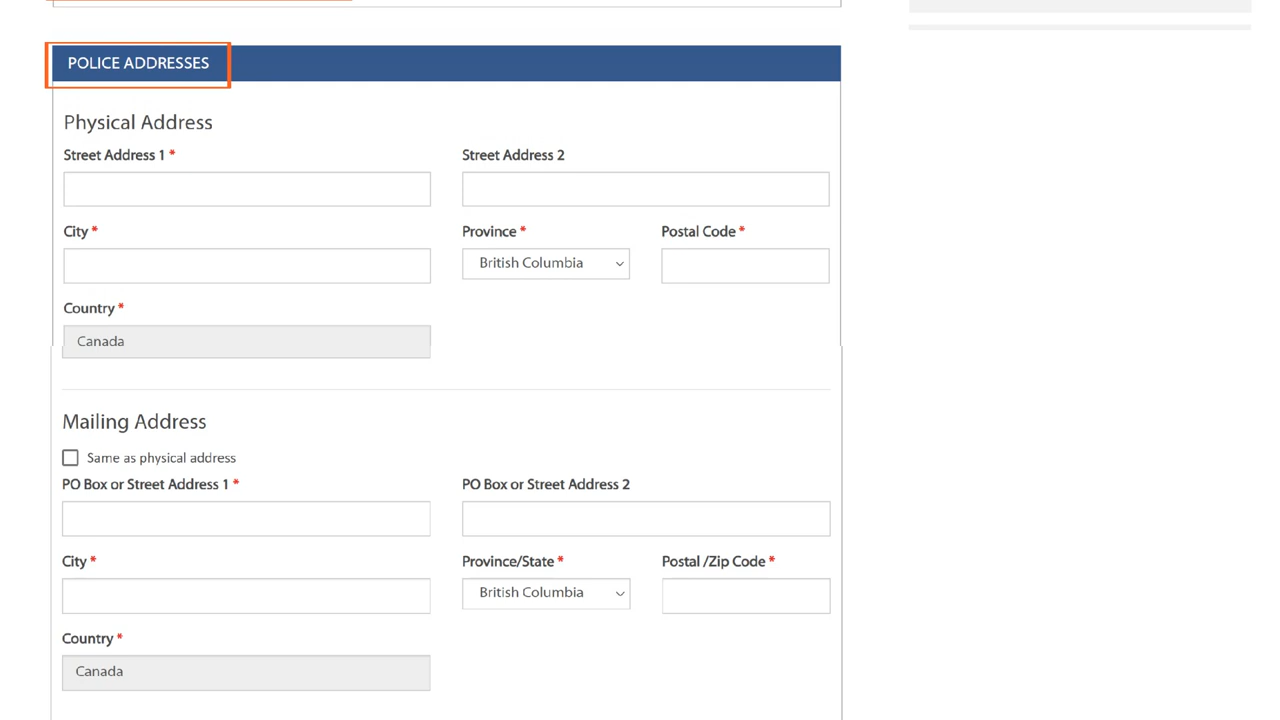 POLICE ADDRESSES
Physical Address
Street Address 1 * Street Address 2
City * Province * Postal Code *
British Columbia
Country *
Canada
Mailing Address
Same as physical address
PO Box or Street Address 1 * PO Box or Street Address 2
City * Province/State * Postal /Zip Code *
British Columbia
Country *
Canada